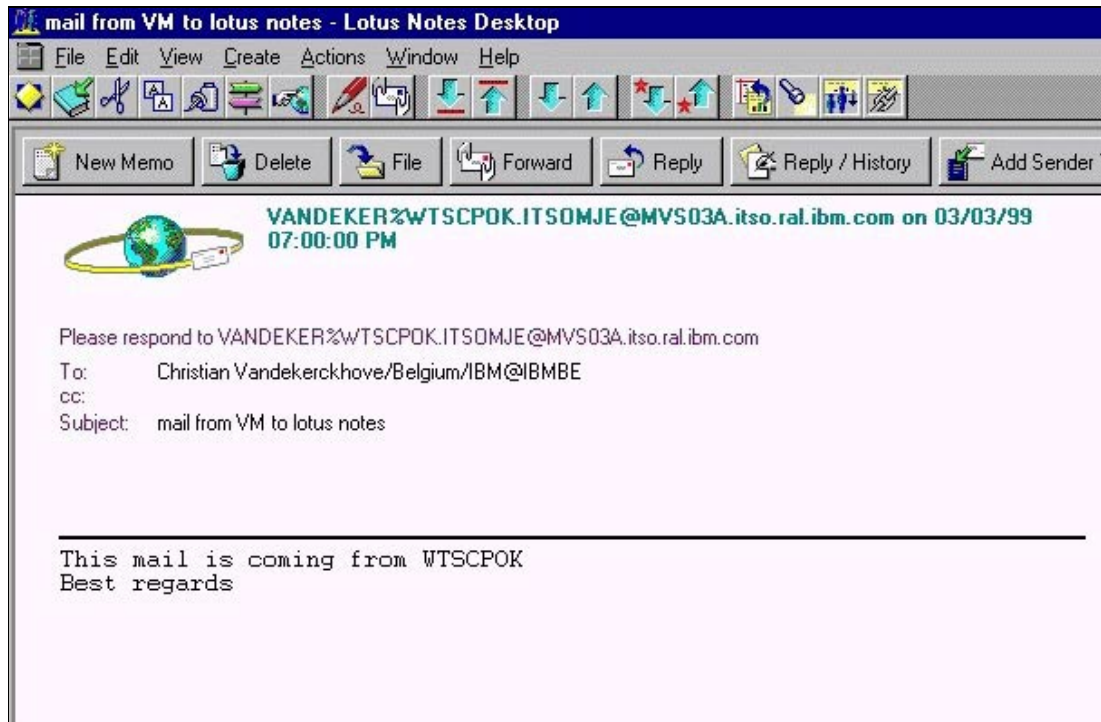 mail from VM to lotus notes - Lotus Notes Desktop
File Edit View Create Actions Window Help
New Memo Delete File Forward Reply Reply / History Add Sender
VANDEKER%WTSCPOK.ITSOMJE@MVS03A.itso.ral.ibm.com on 03/03/99
07:00:00 PM
Please respond to VANDEKER%WTSCPOK.ITSOMJE@MVS03A.itso.ral.ibm.com
To: Christian Vandekerckhove/Belgium/IBM@IBMBE
cc:
Subject: mail from VM to lotus notes
This mail is coming from WTSCPOK
Best regards